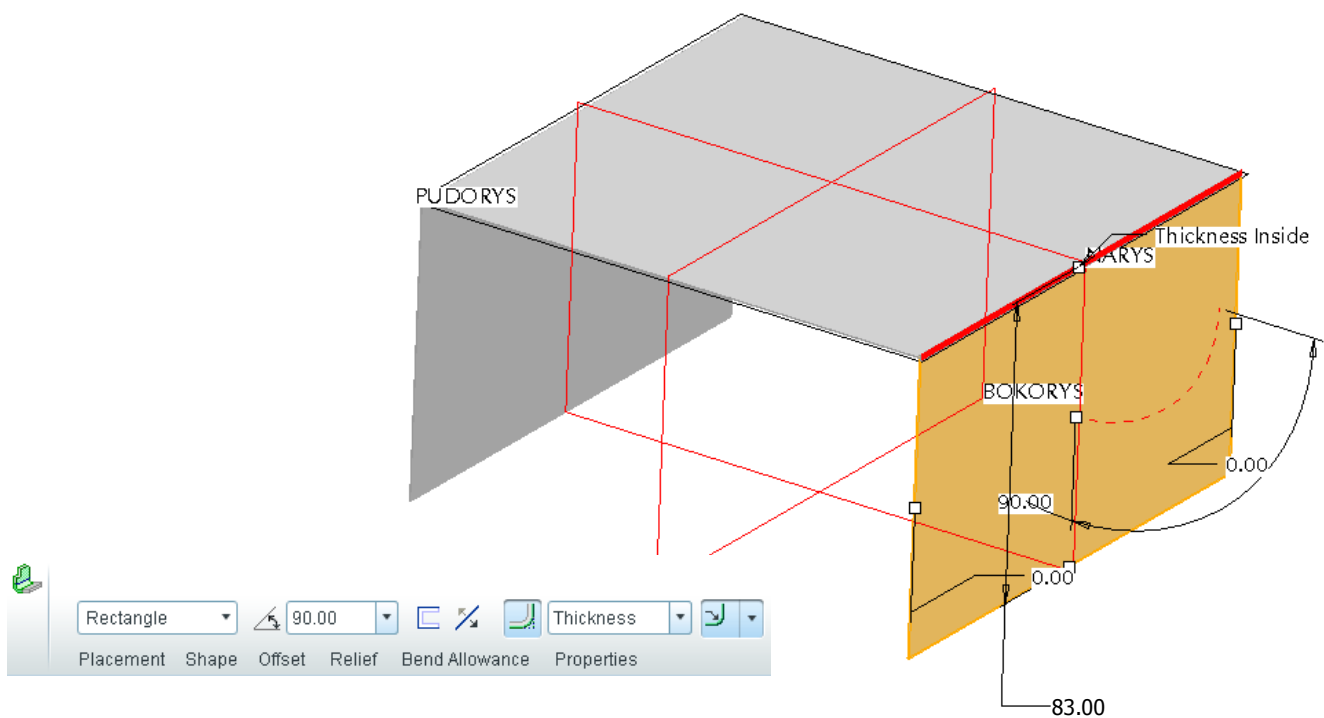 PUDORYS
Thickness Inside
NARYS
BOKORYS
0.00
90.00
0.00
Rectangle 90.00 Thickness
Placement Shape Offset Relief Bend Allowance Properties
83.00